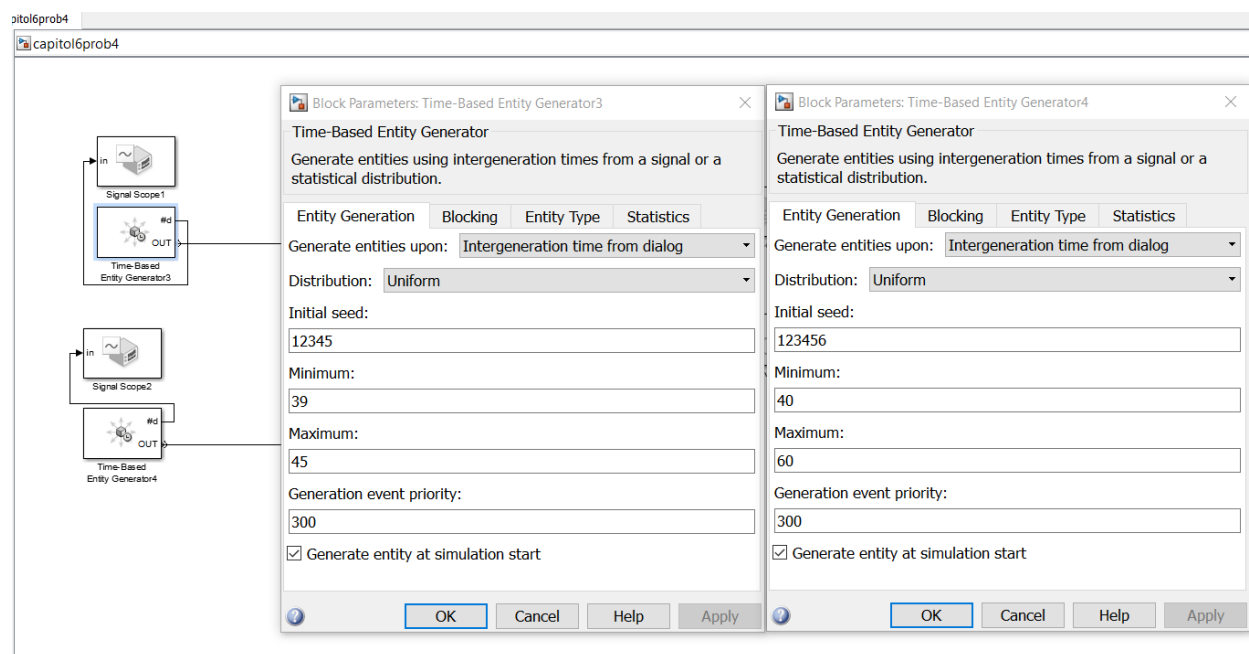 pitol6prob4
capitol6prob4
in
Signal Scope1
#d
OUT
Time-Based
Entity Generator3
in
Signal Scope2
#d
OUT
Time-Based
Entity Generator4
Block Parameters: Time-Based Entity Generator3
Time-Based Entity Generator
Generate entities using intergeneration times from a signal or a
statistical distribution.
Entity Generation Blocking Entity Type Statistics
Generate entities upon: Intergeneration time from dialog
Distribution: Uniform
Initial seed:
12345
Minimum:
39
Maximum:
45
Generation event priority:
300
Generate entity at simulation start
OK Cancel Help Apply
Block Parameters: Time-Based Entity Generator4
Time-Based Entity Generator
Generate entities using intergeneration times from a signal or a
statistical distribution.
Entity Generation Blocking Entity Type Statistics
Generate entities upon: Intergeneration time from dialog
Distribution: Uniform
Initial seed:
123456
Minimum:
40
Maximum:
60
Generation event priority:
300
Generate entity at simulation start
OK Cancel Help Apply